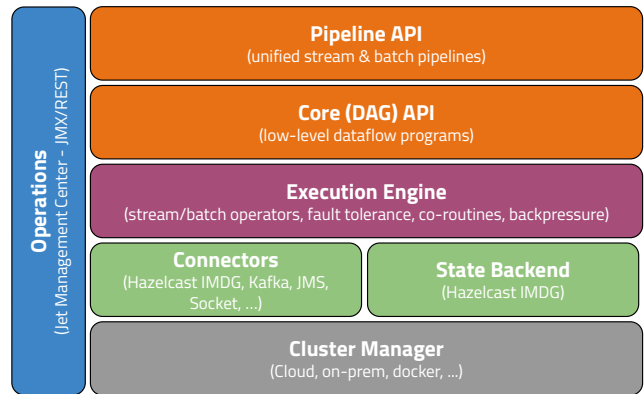 Operations
(Jet Management Center - JMX/REST)
Pipeline API
(unified stream & batch pipelines)
Core (DAG) API
(low-level dataflow programs)
Execution Engine
(stream/batch operators, fault tolerance, co-routines, backpressure)
Connectors
(Hazelcast IMDG, Kafka, JMS,
Socket, ...)
State Backend
(Hazelcast IMDG)
Cluster Manager
(Cloud, on-prem, docker, ...)